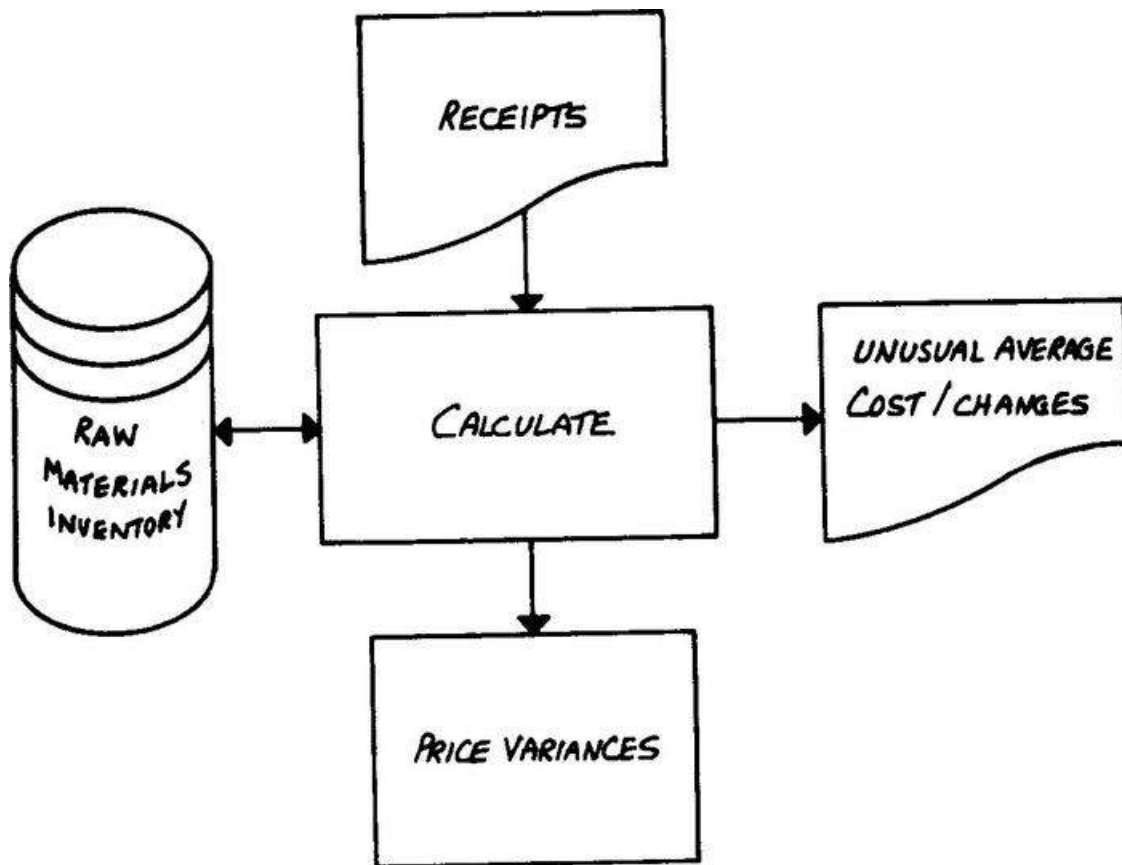 RECEIPTS
RAW
MATERIALS
INVENTORY
CALCULATE
UNUSUAL AVERAGE
COST / CHANGES
PRICE VARIANCES